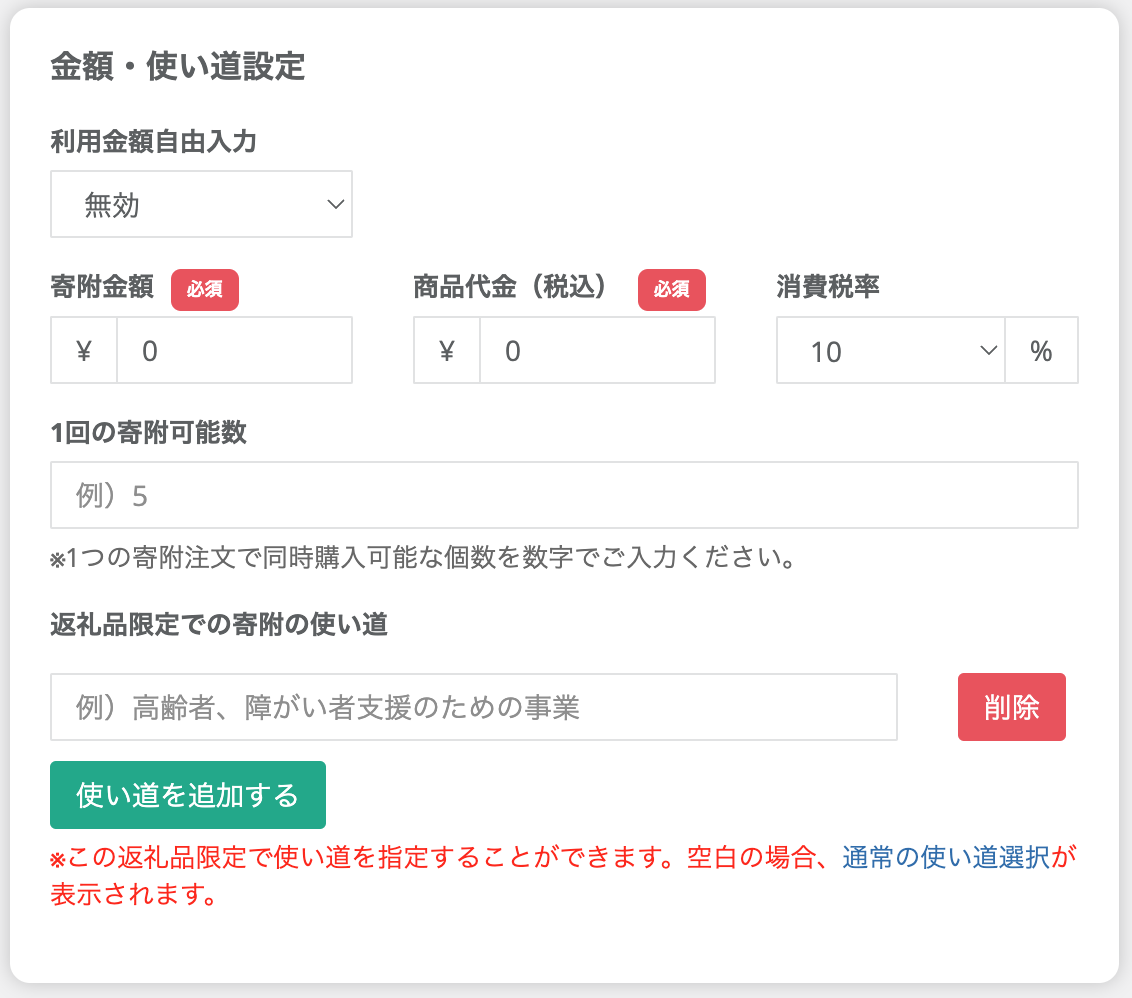 金額・使い道設定
利用金額自由入力
無効
寄附金額 必須 商品代金（税込） 必須 消費税率
¥ 0 ¥ 0 10 %
1回の寄附可能数
例）5
※1つの寄附注文で同時購入可能な個数を数字でご入力ください。
返礼品限定での寄附の使い道
例）高齢者、障がい者支援のための事業 削除
使い道を追加する
※この返礼品限定で使い道を指定することができます。空白の場合、通常の使い道選択が
表示されます。